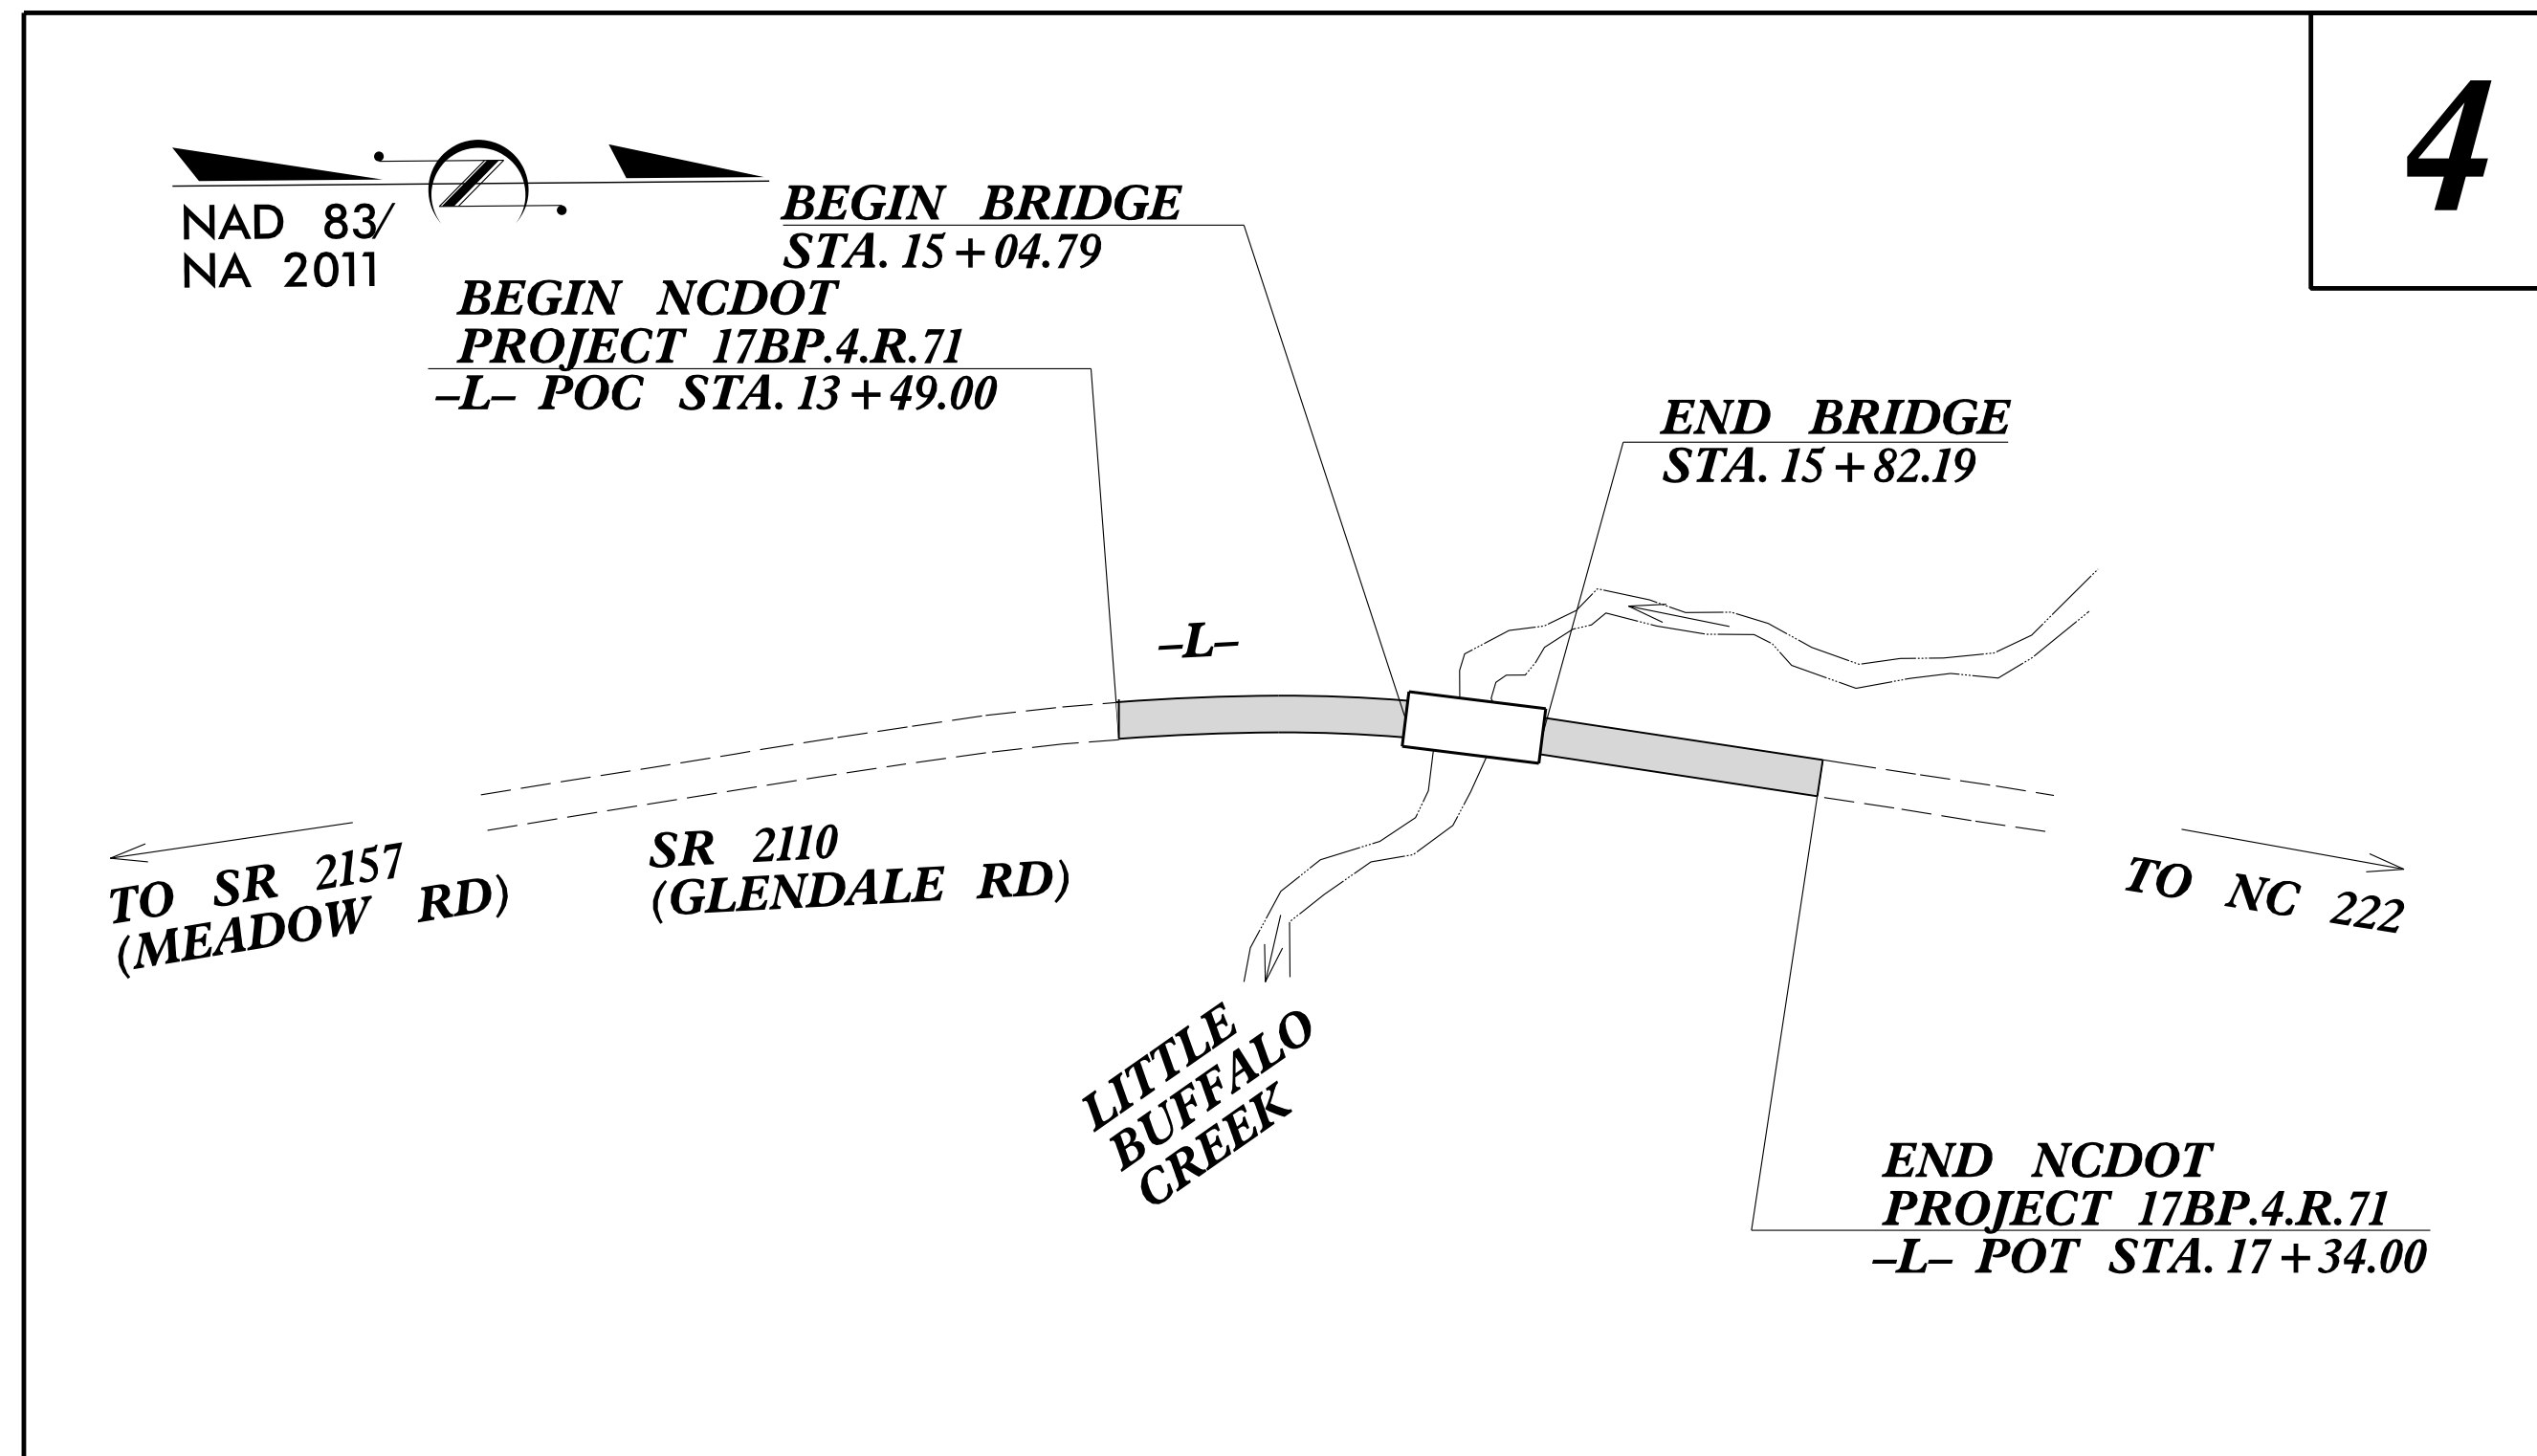 4
NAD 83/
NA 2011
BEGIN BRIDGE
STA. 15+04.79
BEGIN NCDOT
PROJECT 17BP.4.R.71
-L- POC STA. 13+49.00
END BRIDGE
STA. 15+82.19
-L-
TO SR 2157
(MEADOW RD)
SR 2110
(GLENDALE RD)
TO NC 222
LITTLE
BUFFALO
CREEK
END NCDOT
PROJECT 17BP.4.R.71
-L- POT STA. 17+34.00